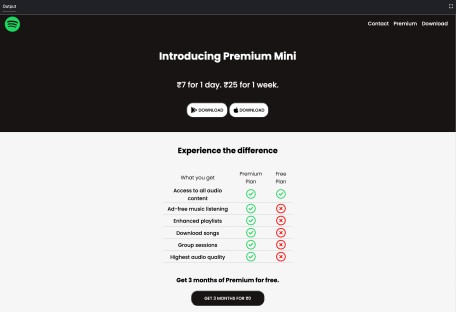 Output
Contact Premium Download
Introducing Premium Mini
₹7 for 1 day. ₹25 for 1 week.
DOWNLOAD DOWNLOAD
Experience the difference
What you get Premium Plan Free Plan
Access to all audio
content
Ad-free music listening
Enhanced playlists
Download songs
Group sessions
Highest audio quality
Get 3 months of Premium for free.
GET 3 MONTHS FOR ₹0